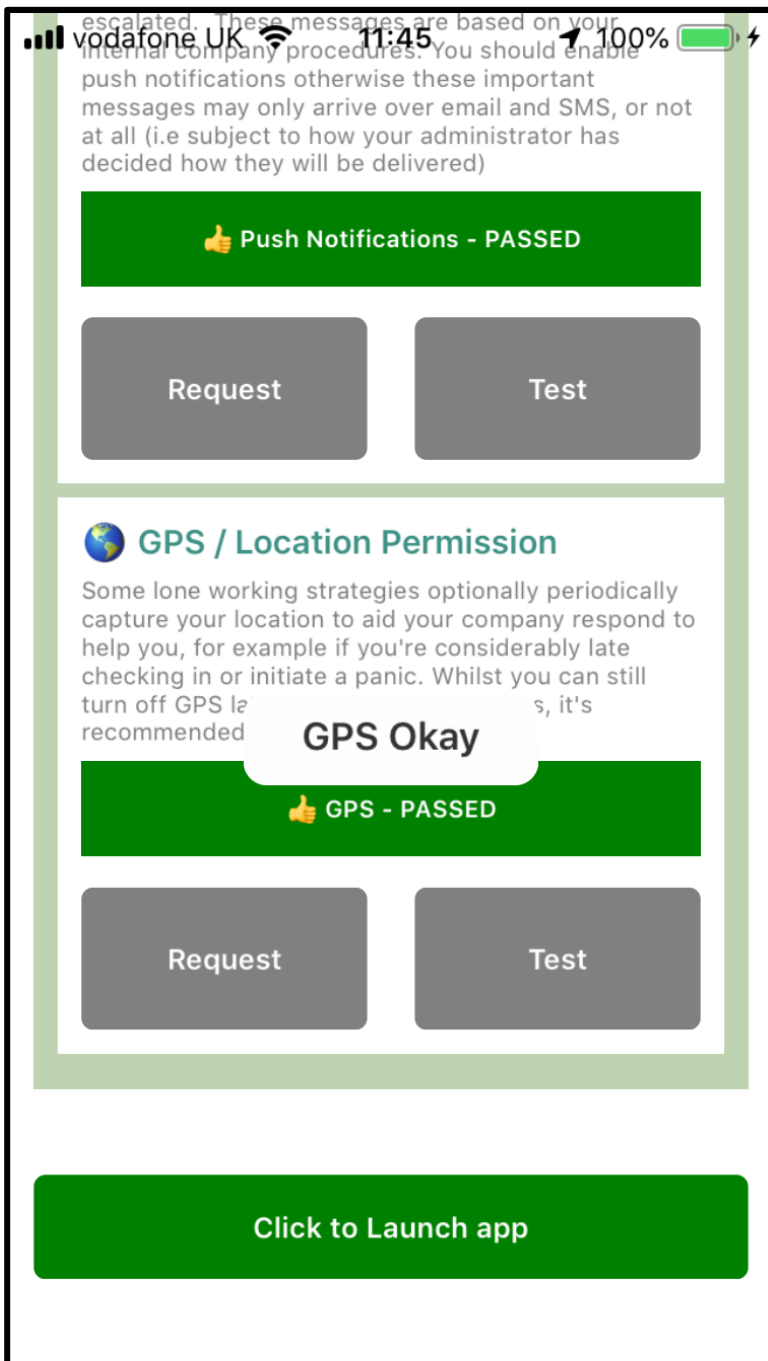 escalated. These messages are based on your
vodafone UK 11:45 100%
internal company procedures. You should enable
push notifications otherwise these important
messages may only arrive over email and SMS, or not
at all (i.e subject to how your administrator has
decided how they will be delivered)
👍 Push Notifications - PASSED
Request Test
🌎 GPS / Location Permission
Some lone working strategies optionally periodically
capture your location to aid your company respond to
help you, for example if you're considerably late
checking in or initiate a panic. Whilst you can still
turn off GPS s, it's
recommended
GPS Okay
👍 GPS - PASSED
Request Test
Click to Launch app